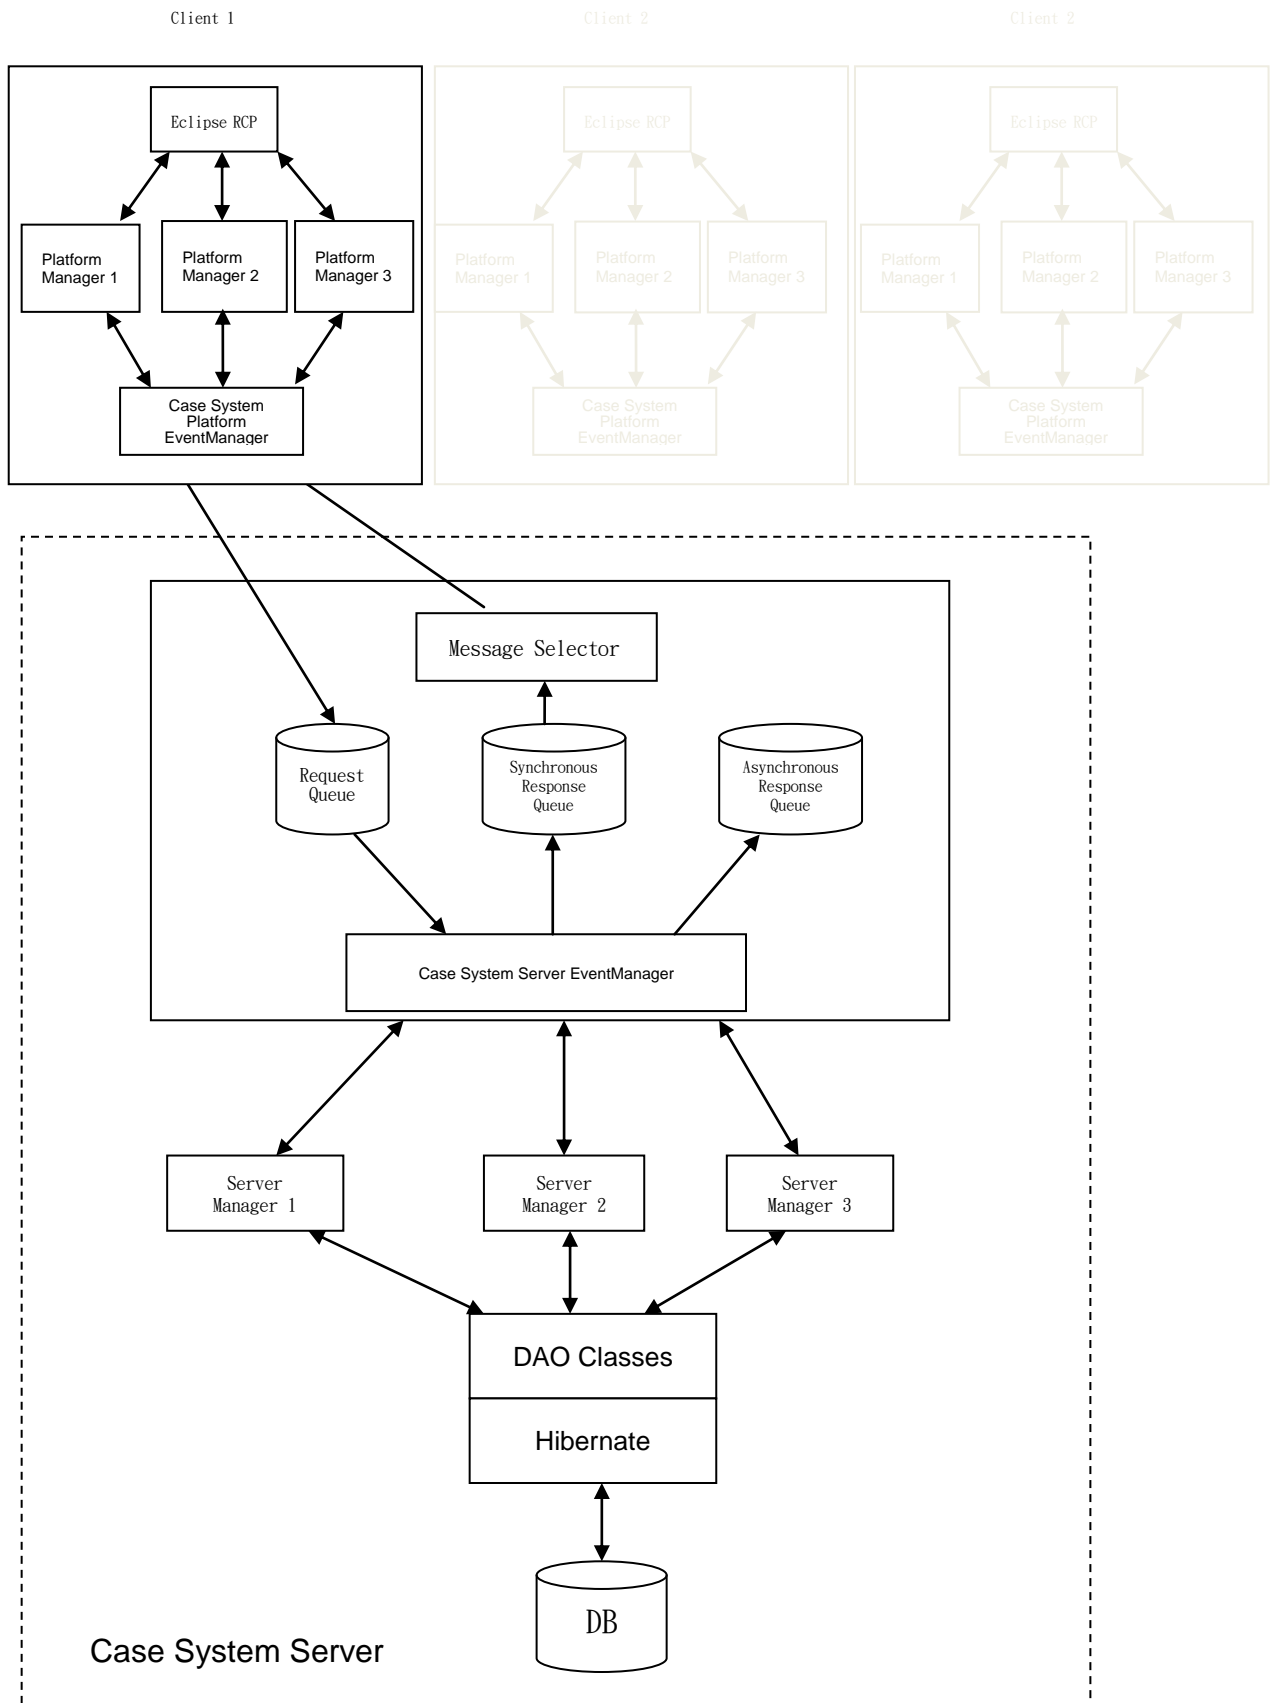 Client 1
Client 2
Client 2
Eclipse RCP
Eclipse RCP
Eclipse RCP
Platform
Manager 1
Platform
Manager 2
Platform
Manager 3
Platform
Manager 1
Platform
Manager 2
Platform
Manager 3
Platform
Manager 1
Platform
Manager 2
Platform
Manager 3
Case System
Platform
EventManager
Case System
Platform
EventManager
Case System
Platform
EventManager
Message Selector
Request
Queue
Synchronous
Response
Queue
Asynchronous
Response
Queue
Case System Server EventManager
Server
Manager 1
Server
Manager 2
Server
Manager 3
DAO Classes
Hibernate
DB
Case System Server